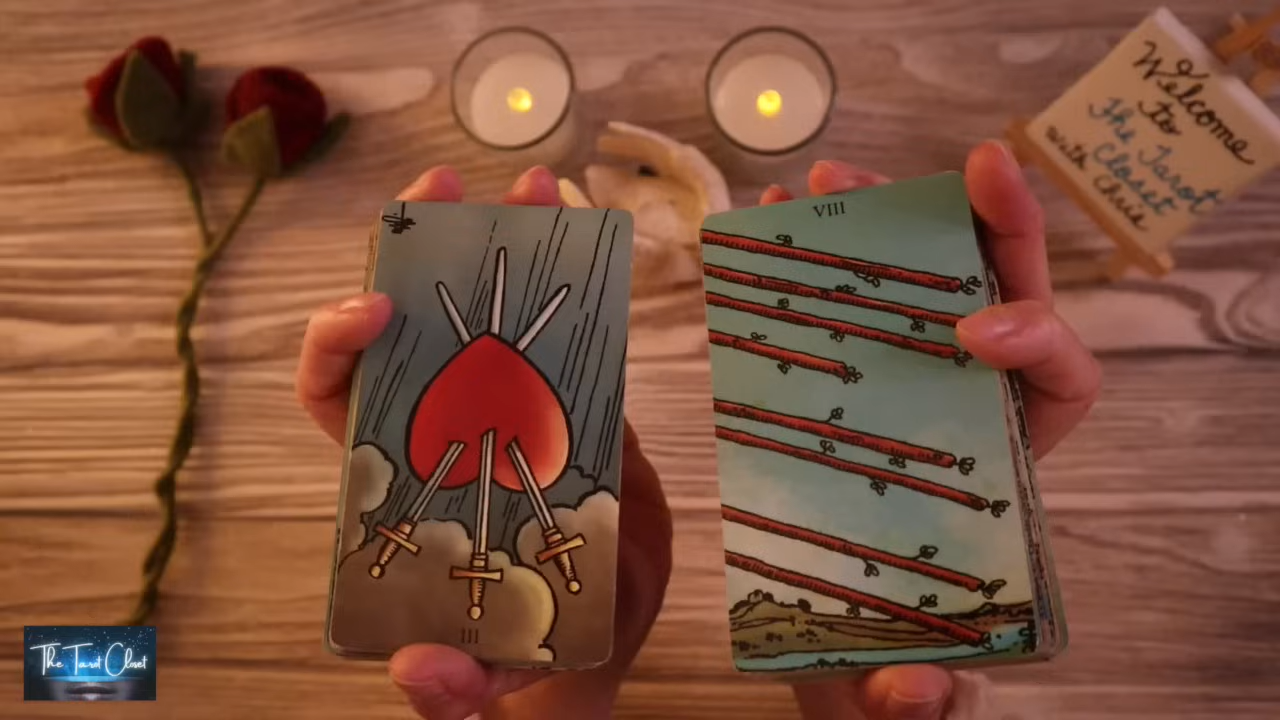 Welcome
to
The Tarot
Closet
with Chris
VIII
III
The Tarot Closet